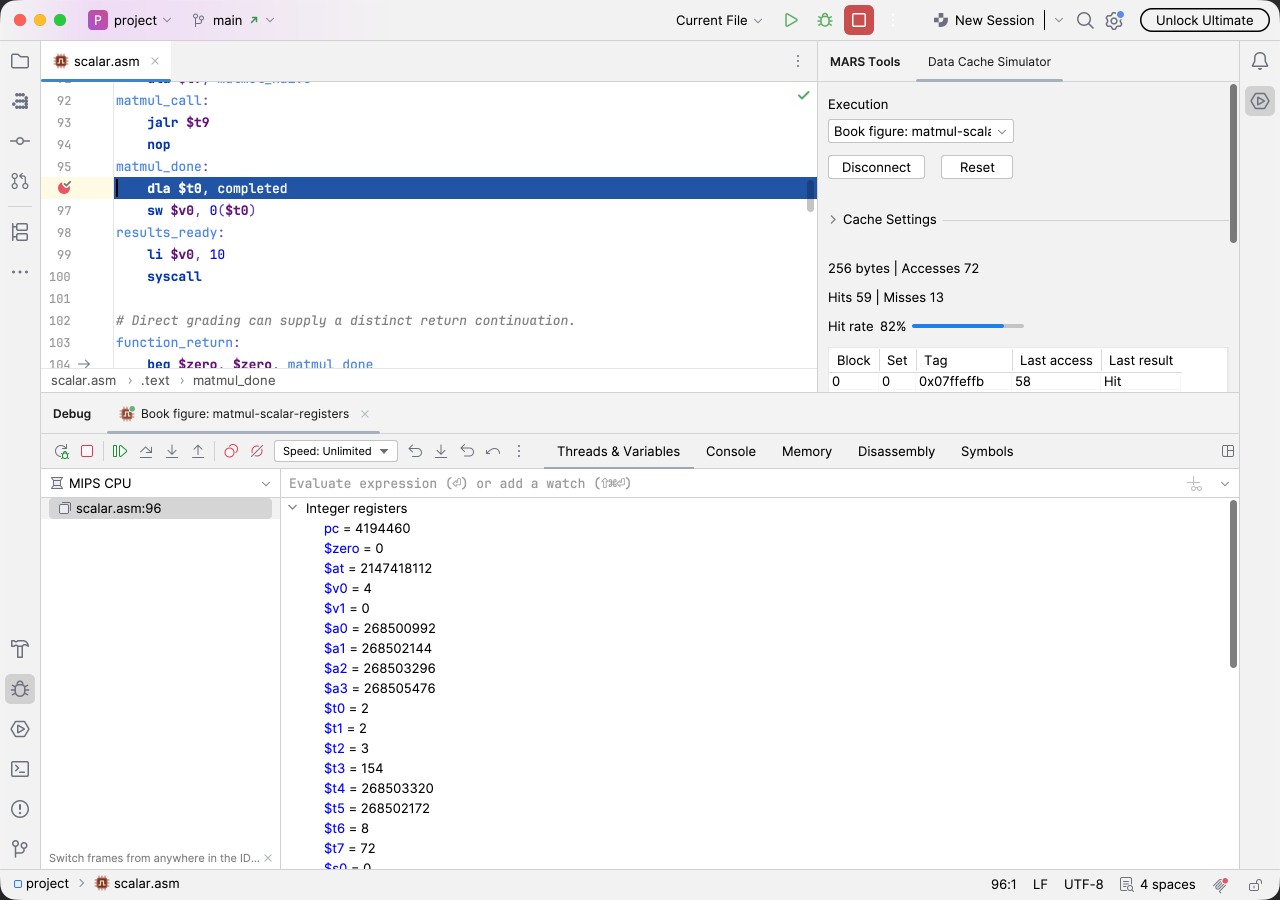 P project main Current File New Session Unlock Ultimate
scalar.asm
MARS Tools Data Cache Simulator
92 matmul_call:
93 jalr $t9
94 nop
95 matmul_done:
dla $t0, completed
97 sw $v0, 0($t0)
98 results_ready:
99 li $v0, 10
100 syscall
101
102 # Direct grading can supply a distinct return continuation.
103 function_return:
104 beq $zero, $zero, matmul_done
scalar.asm .text matmul_done
Execution
Book figure: matmul-scala
Disconnect Reset
Cache Settings
256 bytes | Accesses 72
Hits 59 | Misses 13
Hit rate 82%
Block Set Tag Last access Last result
0 0 0x07ffeffb 58 Hit
Debug Book figure: matmul-scalar-registers
Speed: Unlimited Threads & Variables Console Memory Disassembly Symbols
MIPS CPU
scalar.asm:96
Evaluate expression (⏎) or add a watch (⇧⌘⏎)
Integer registers
pc = 4194460
$zero = 0
$at = 2147418112
$v0 = 4
$v1 = 0
$a0 = 268500992
$a1 = 268502144
$a2 = 268503296
$a3 = 268505476
$t0 = 2
$t1 = 2
$t2 = 3
$t3 = 154
$t4 = 268503320
$t5 = 268502172
$t6 = 8
$t7 = 72
$s0 = 0
Switch frames from anywhere in the ID...
project scalar.asm 96:1 LF UTF-8 4 spaces